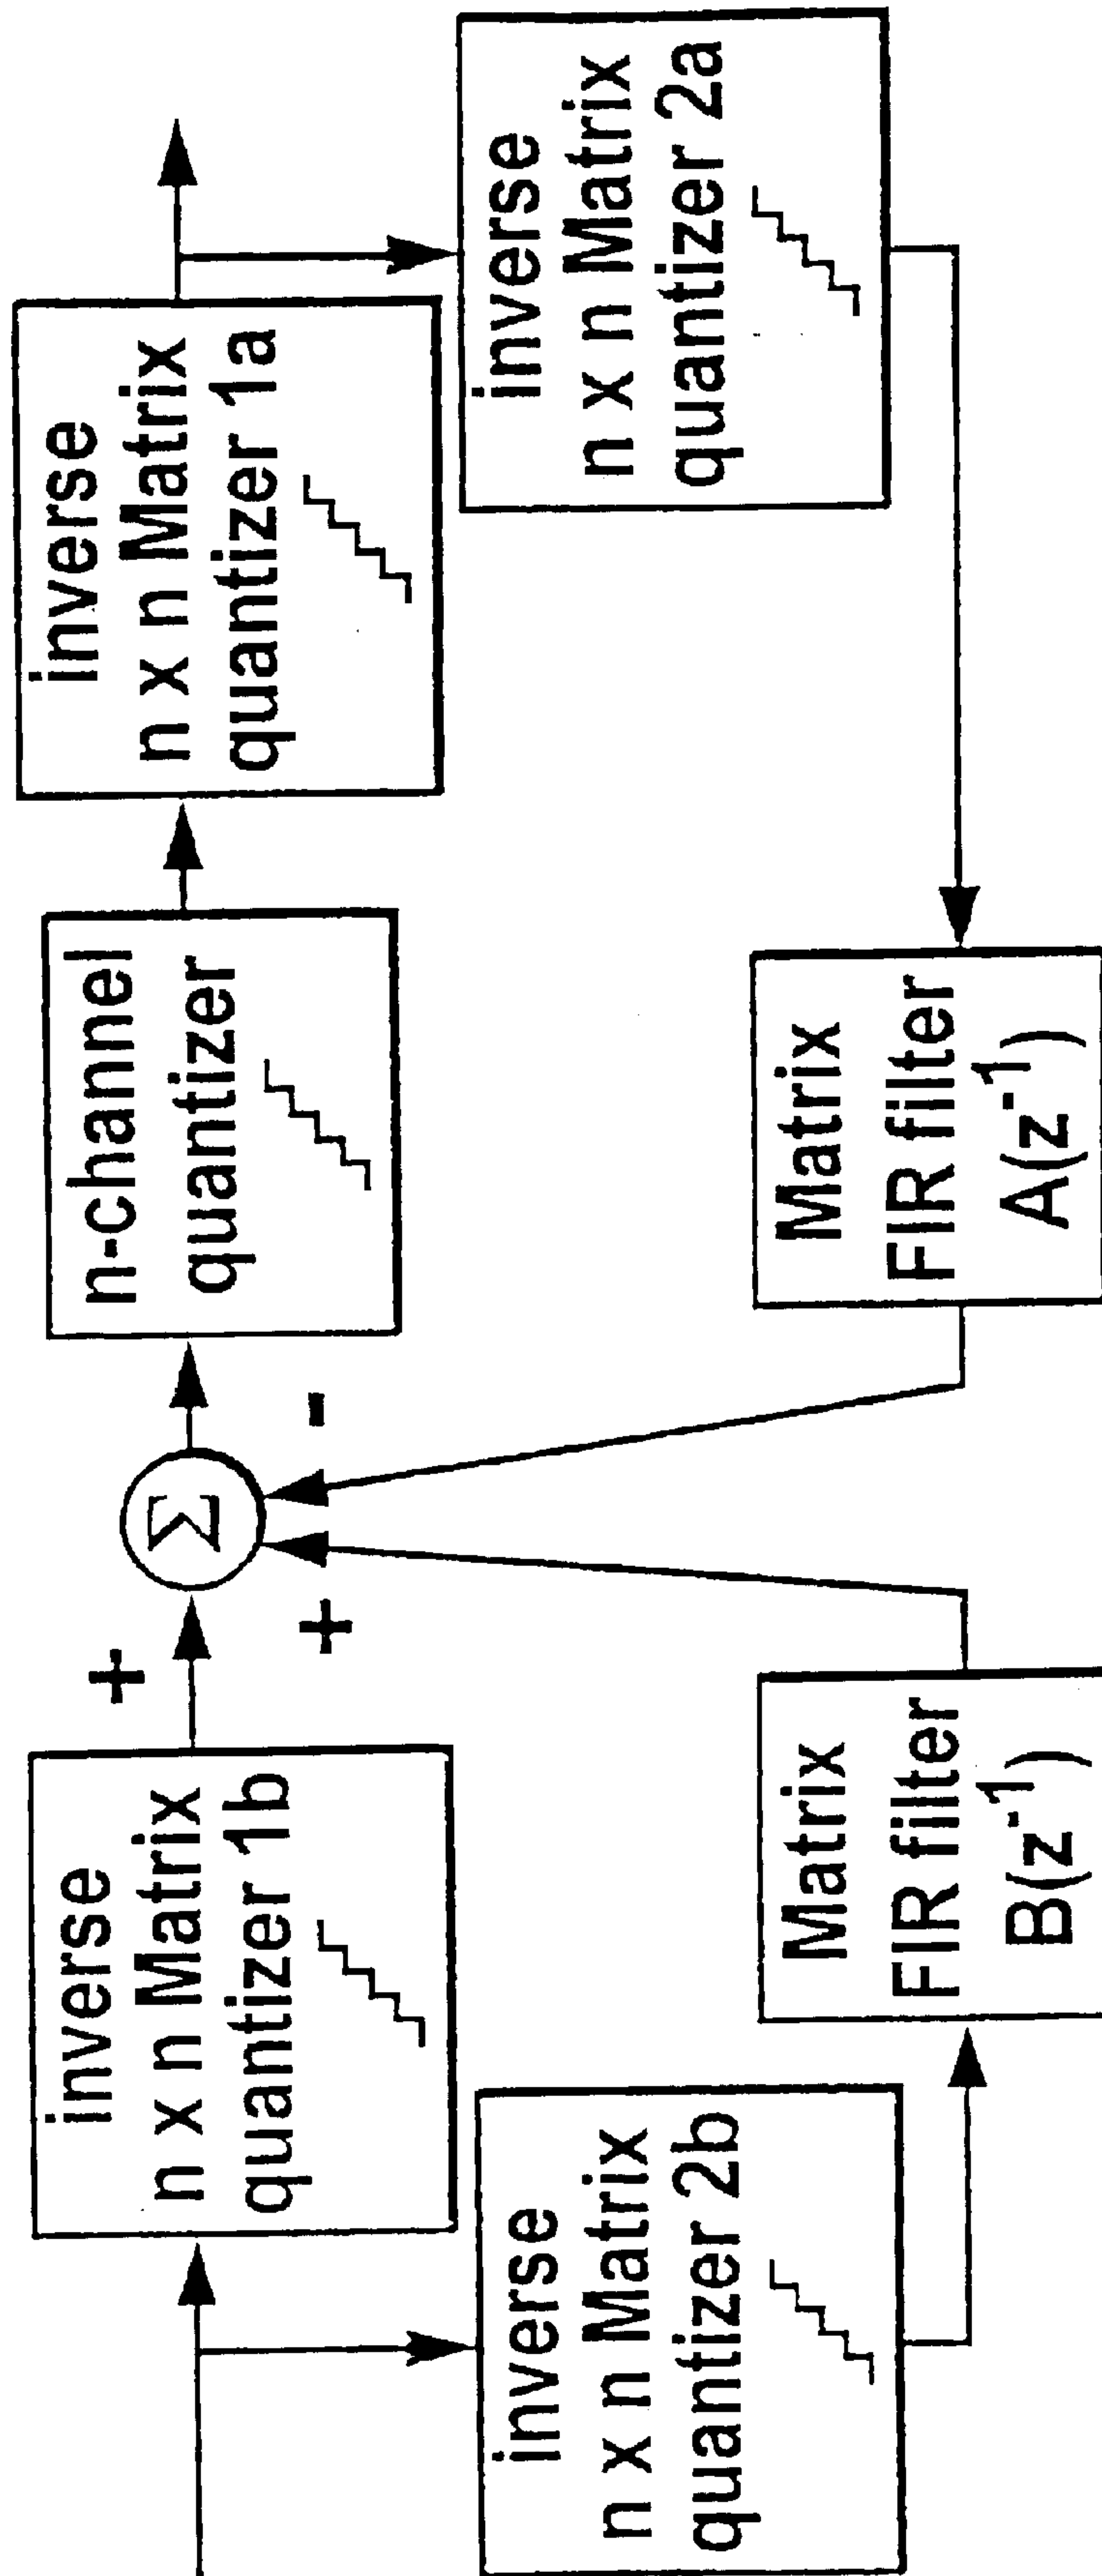 inverse
n x n Matrix
quantizer 1b
+
Σ
+
-
n-channel
quantizer
inverse
n x n Matrix
quantizer 1a
inverse
n x n Matrix
quantizer 2b
Matrix
FIR filter
B(z⁻¹)
Matrix
FIR filter
A(z⁻¹)
inverse
n x n Matrix
quantizer 2a